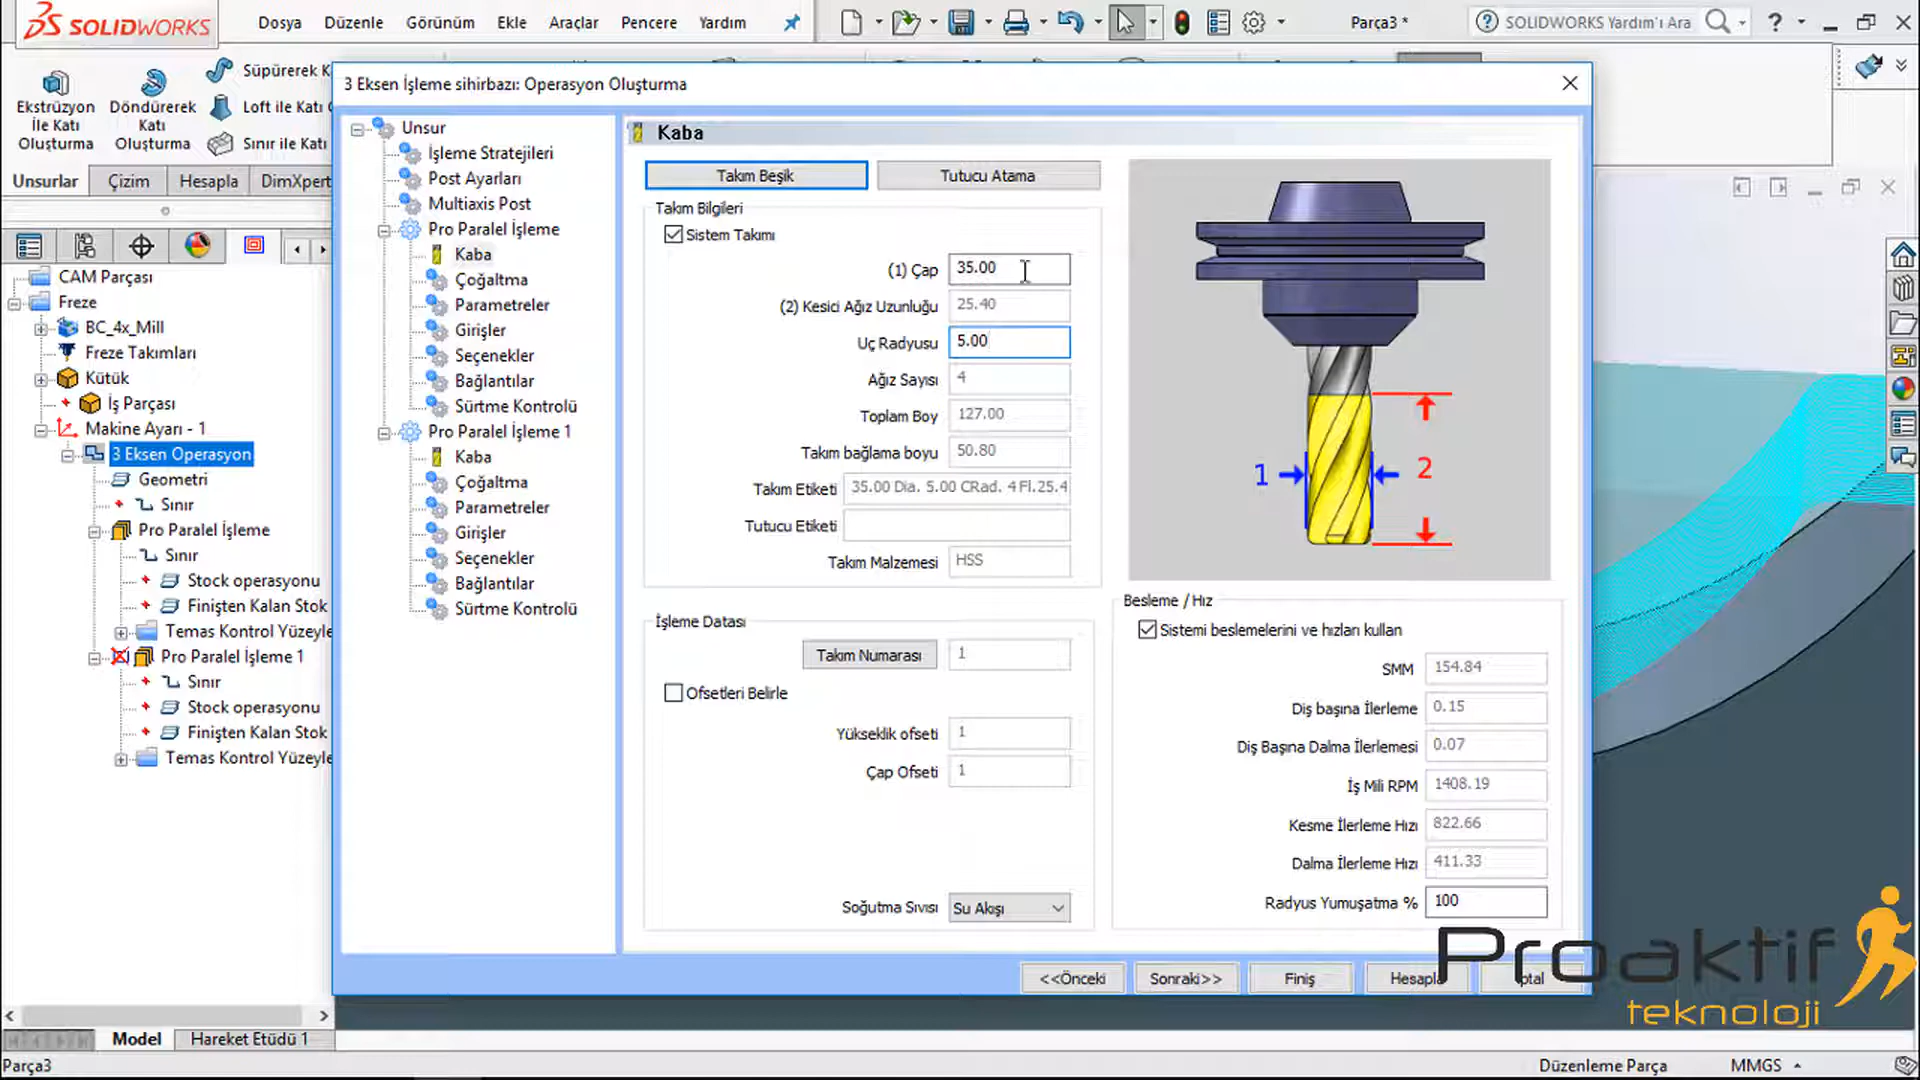 SOLIDWORKS
Dosya Düzenle Görünüm Ekle Araçlar Pencere Yardım
Parça3 *
SOLIDWORKS Yardım'ı Ara
Ekstrüzyon
İle Katı
Oluşturma
Döndürerek
Katı
Oluşturma
Süpürerek K
Loft ile Katı
Sınır ile Katı
Unsurlar Çizim Hesapla DimXpert
CAM Parçası
Freze
BC_4x_Mill
Freze Takımları
Kütük
İş Parçası
Makine Ayarı - 1
3 Eksen Operasyon
Geometri
Sınır
Pro Paralel İşleme
Sınır
Stock operasyonu
Finişten Kalan Stok
Temas Kontrol Yüzeyle
Pro Paralel İşleme 1
Sınır
Stock operasyonu
Finişten Kalan Stok
Temas Kontrol Yüzeyle
3 Eksen İşleme sihirbazı: Operasyon Oluşturma
Unsur
İşleme Stratejileri
Post Ayarları
Multiaxis Post
Pro Paralel İşleme
Kaba
Çoğaltma
Parametreler
Girişler
Seçenekler
Bağlantılar
Sürtme Kontrolü
Pro Paralel İşleme 1
Kaba
Çoğaltma
Parametreler
Girişler
Seçenekler
Bağlantılar
Sürtme Kontrolü
Kaba
Takım Beşik Tutucu Atama
Takım Bilgileri
Sistem Takımı
(1) Çap 35.00
(2) Kesici Ağız Uzunluğu 25.40
Uç Radyusu 5.00
Ağız Sayısı 4
Toplam Boy 127.00
Takım bağlama boyu 50.80
Takım Etiketi 35.00 Dia. 5.00 CRad. 4 Fl.25.4
Tutucu Etiketi
Takım Malzemesi HSS
1 2
İşleme Datası
Takım Numarası 1
Ofsetleri Belirle
Yükseklik ofseti 1
Çap Ofseti 1
Soğutma Sıvısı Su Akışı
Besleme / Hız
Sistemi beslemelerini ve hızları kullan
SMM 154.84
Diş başına İlerleme 0.15
Diş Başına Dalma İlerlemesi 0.07
İş Mili RPM 1408.19
Kesme İlerleme Hızı 822.66
Dalma İlerleme Hızı 411.33
Radyus Yumuşatma % 100
<<Önceki Sonraki>> Finiş Hesapla ptal
Proaktif
teknoloji
Model Hareket Etüdü 1
Parça3
Düzenleme Parça MMGS